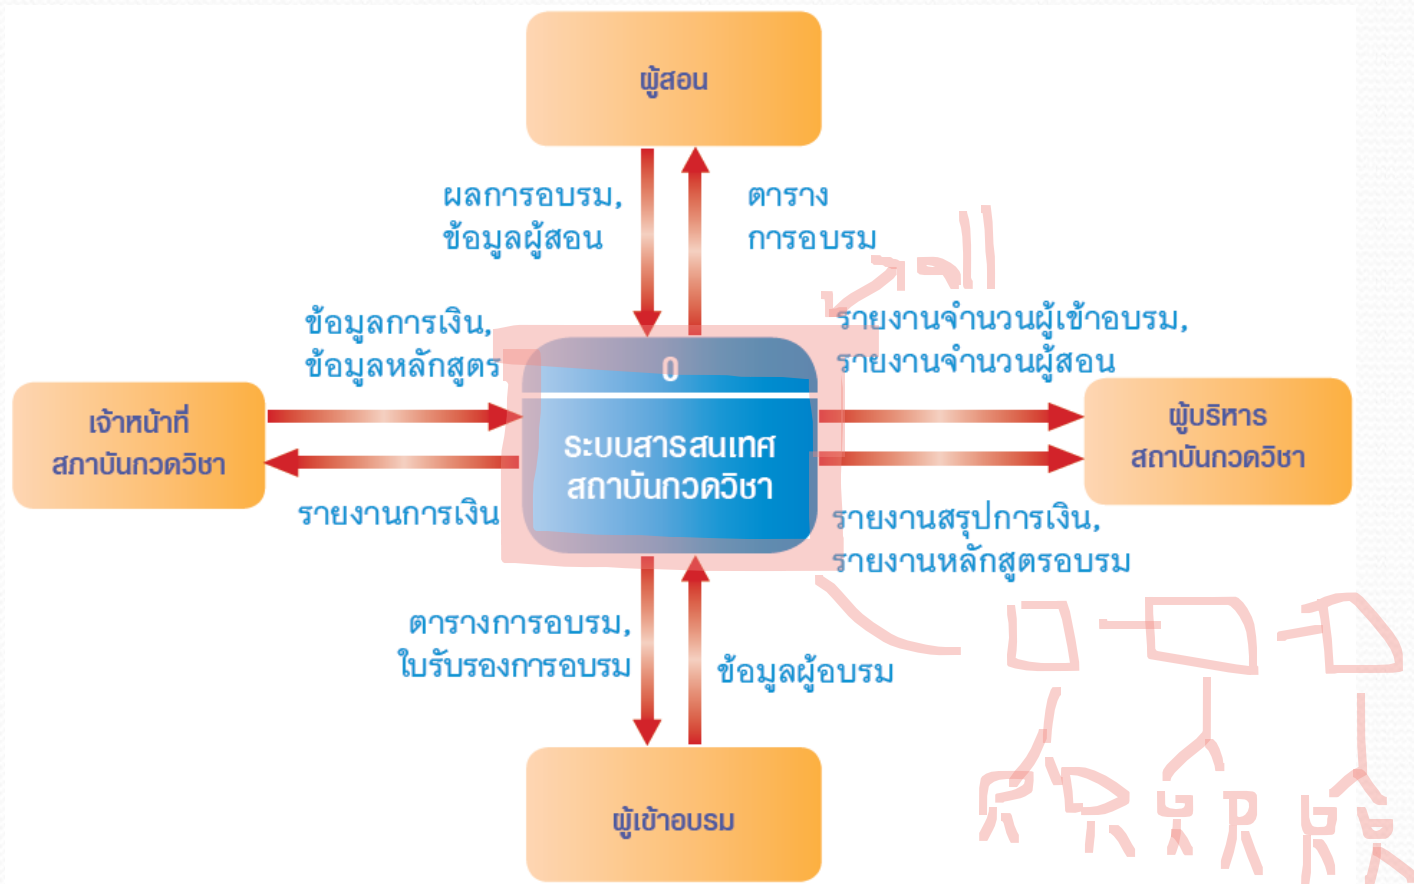 ผู้สอน
ผลการอบรม,
ข้อมูลผู้สอน
ตาราง
การอบรม
ข้อมูลการเงิน,
ข้อมูลหลักสูตร
รายงานจำนวนผู้เข้าอบรม,
รายงานจำนวนผู้สอน
0
ระบบสารสนเทศ
สถาบันกวดวิชา
เจ้าหน้าที่
สถาบันกวดวิชา
ผู้บริหาร
สถาบันกวดวิชา
รายงานการเงิน
รายงานสรุปการเงิน,
รายงานหลักสูตรอบรม
ตารางการอบรม,
ใบรับรองการอบรม
ข้อมูลผู้อบรม
ผู้เข้าอบรม